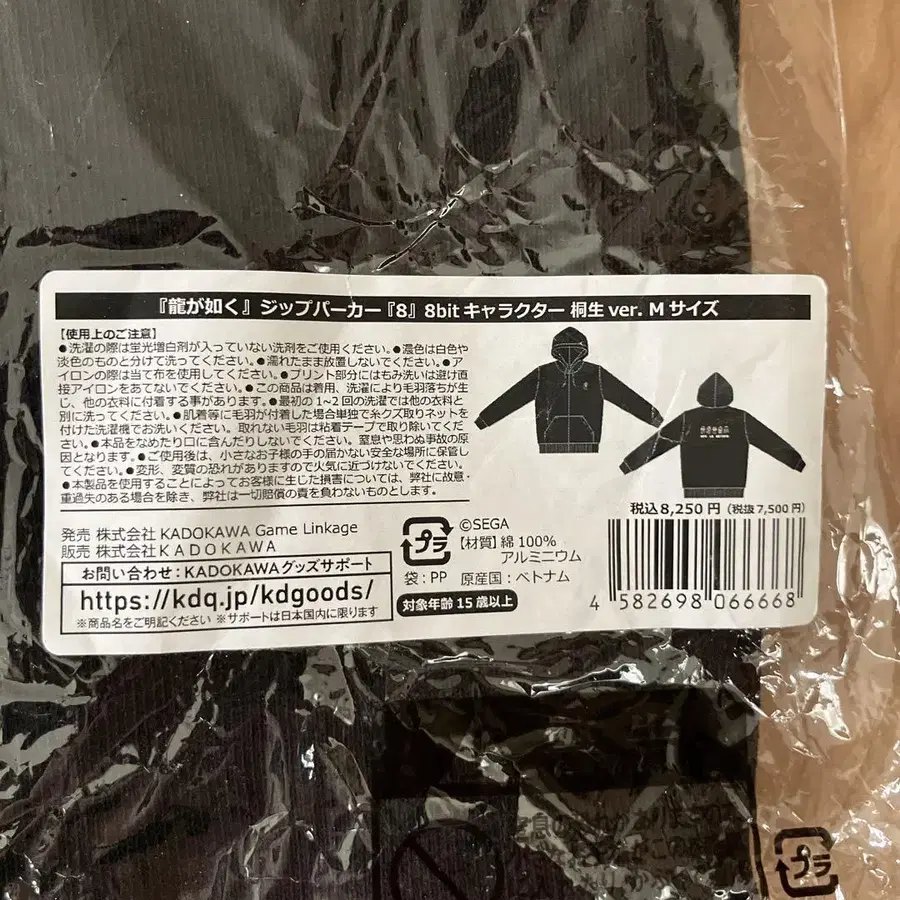 『龍が如く』ジップパーカー『8』8bitキャラクター 桐生 ver. M サイズ
【使用上のご注意】
●洗濯の際は蛍光増白剤が入っていない洗剤をご使用ください。●濃色は白色や
淡色のものと分けて洗ってください。●濡れたまま放置しないでください。●ア
イロンの際は当て布を使用してください。●プリント部分にはもみ洗いは避け直
接アイロンをあてないでください。●この商品は着用、洗濯により毛羽落ちが生
じ、他の衣料に付着する事があります。●最初の1~2回の洗濯では他の衣料と
別に洗ってください。●肌着等に毛羽が付着した場合単独で糸クズ取りネットを
付けた洗濯機でお洗いください。取れない毛羽は粘着テープで取り除いてくださ
い。●本品をなめたり口に含んだりしないでください。窒息や思わぬ事故の原
因となります。●ご使用後は、小さなお子様の手の届かない安全な場所に保管し
てください。●変形、変質の恐れがありますので火気に近づけないでください。
●本製品を使用することによってお客様に生じた損害については、弊社に故意・
重過失のある場合を除き、弊社は一切賠償の責を負わないものとします。
発売 株式会社 KADOKAWA Game Linkage
販売 株式会社KADOKAWA
お問い合わせ:KADOKAWAグッズサポート
https://kdq.jp/kdgoods/
※商品名をご明記ください ※サポートは日本国内に限ります
プラ
©SEGA
【材質】綿 100%
アルミニウム
袋:PP 原産国:ベトナム
対象年齢15歳以上
税込8,250円(税抜7,500円)
4 582698 066668
プラ